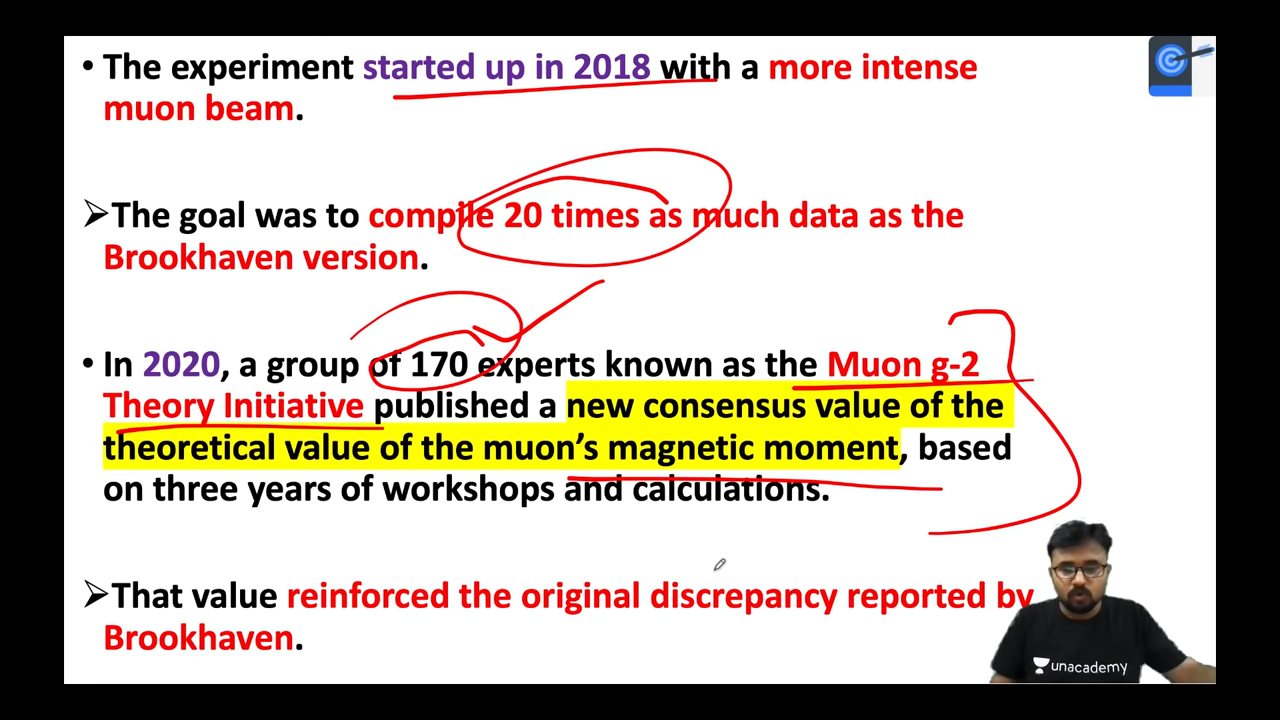 • The experiment started up in 2018 with a more intense
muon beam.
➢The goal was to compile 20 times as much data as the
Brookhaven version.
• In 2020, a group of 170 experts known as the Muon g-2
Theory Initiative published a new consensus value of the
theoretical value of the muon’s magnetic moment, based
on three years of workshops and calculations.
➢That value reinforced the original discrepancy reported by
Brookhaven.
unacademy